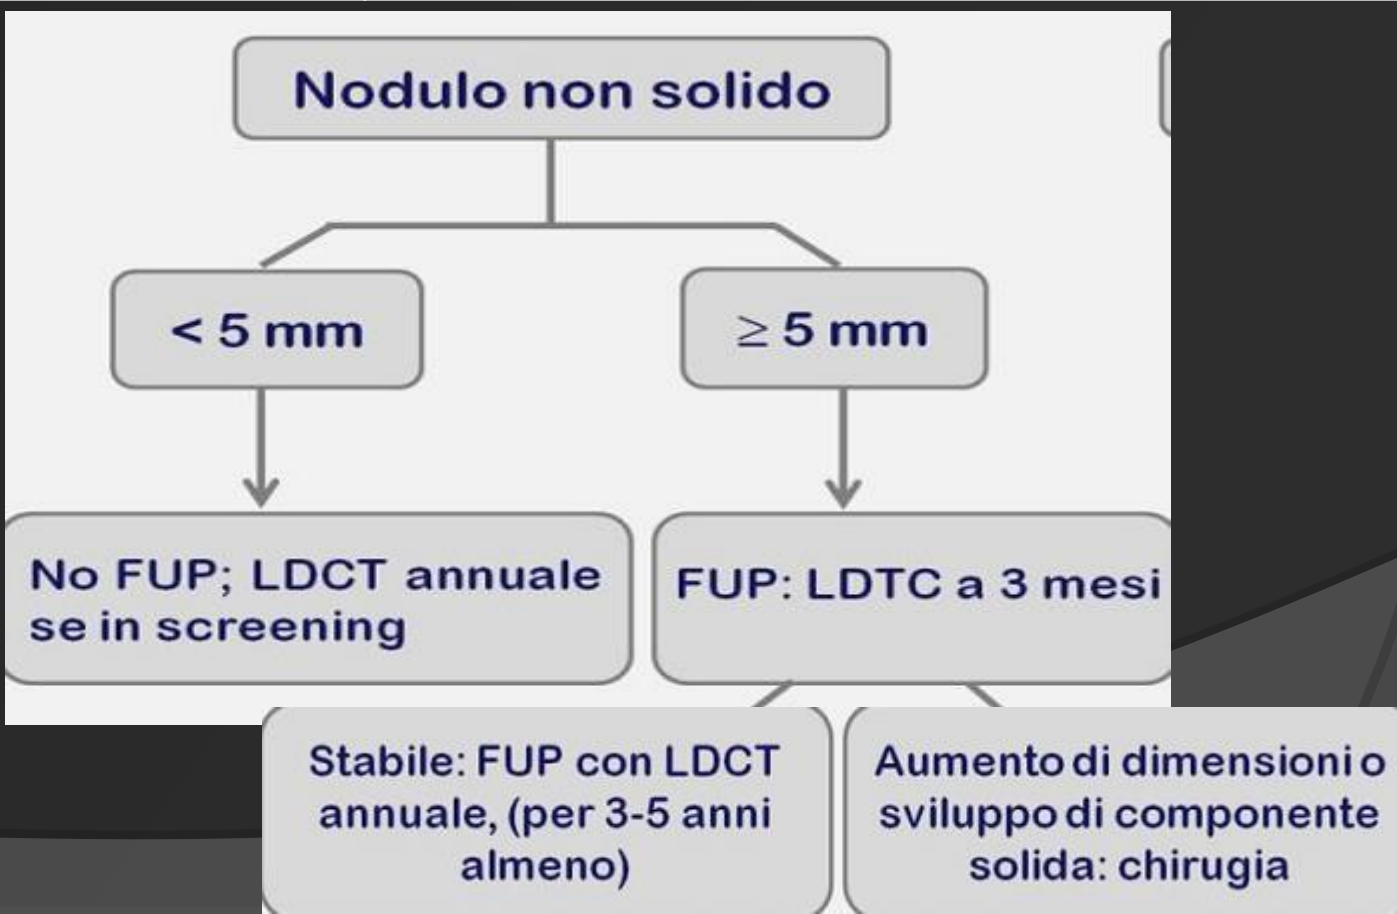 Nodulo non solido
< 5 mm
≥ 5 mm
No FUP; LDCT annuale
se in screening
FUP: LDTC a 3 mesi
Stabile: FUP con LDCT
annuale, (per 3-5 anni
almeno)
Aumento di dimensioni o
sviluppo di componente
solida: chirugia